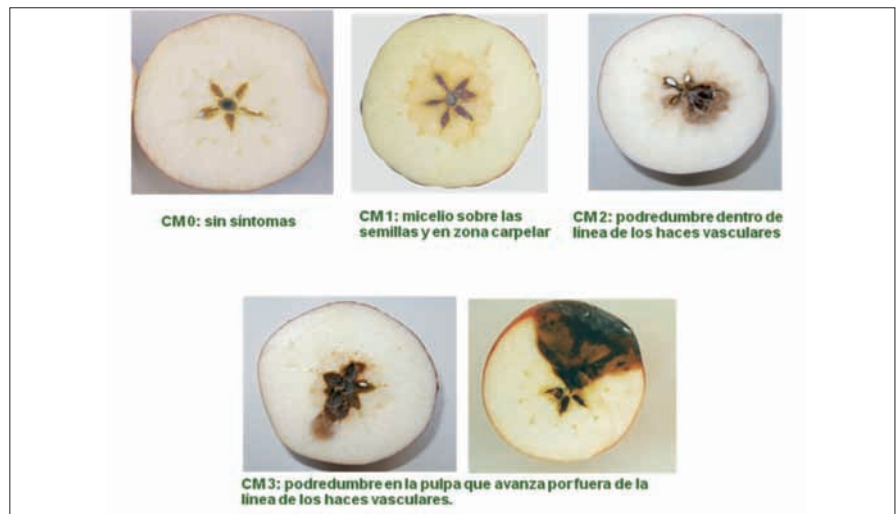 CM0: sin síntomas
CM1: micelio sobre las
semillas y en zona carpelar
CM2: podredumbre dentro de
línea de los haces vasculares
CM3: podredumbre en la pulpa que avanza por fuera de la
línea de los haces vasculares.